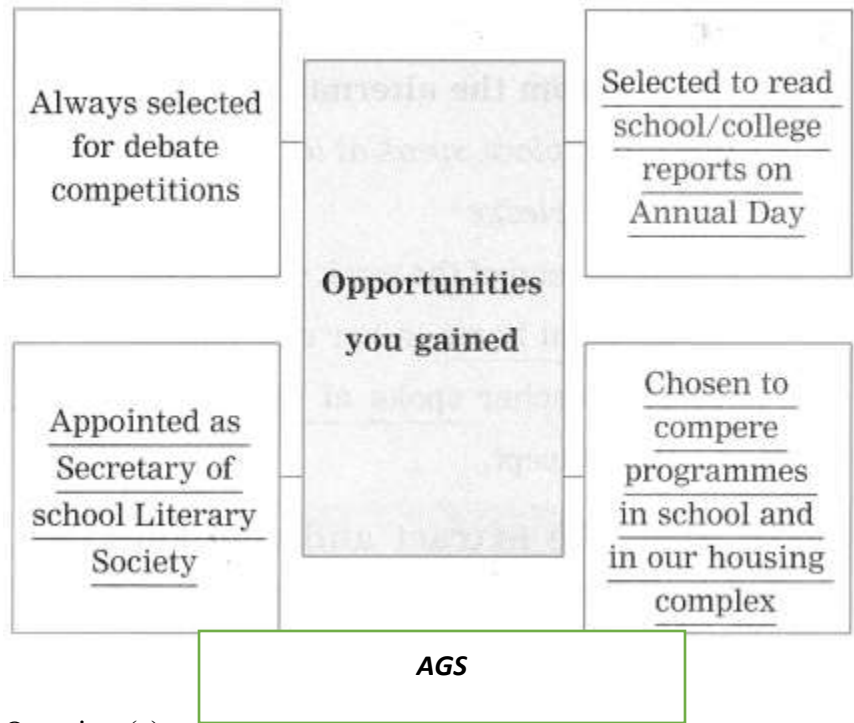 Always selected
for debate
competitions
Opportunities
you gained
Selected to read
school/college
reports on
Annual Day
Appointed as
Secretary of
school Literary
Society
Chosen to
compere
programmes
in school and
in our housing
complex
AGS